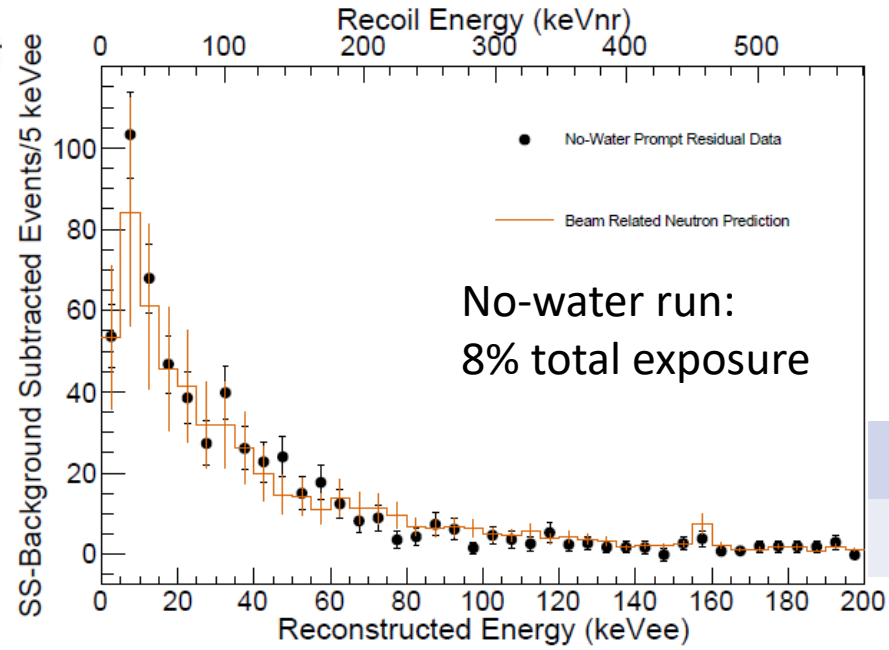 Recoil Energy (keVnr)
0 100 200 300 400 500
SS-Background Subtracted Events/5 keVee
100
80
60
40
20
0
No-Water Prompt Residual Data
Beam Related Neutron Prediction
No-water run:
8% total exposure
0 20 40 60 80 100 120 140 160 180 200
Reconstructed Energy (keVee)